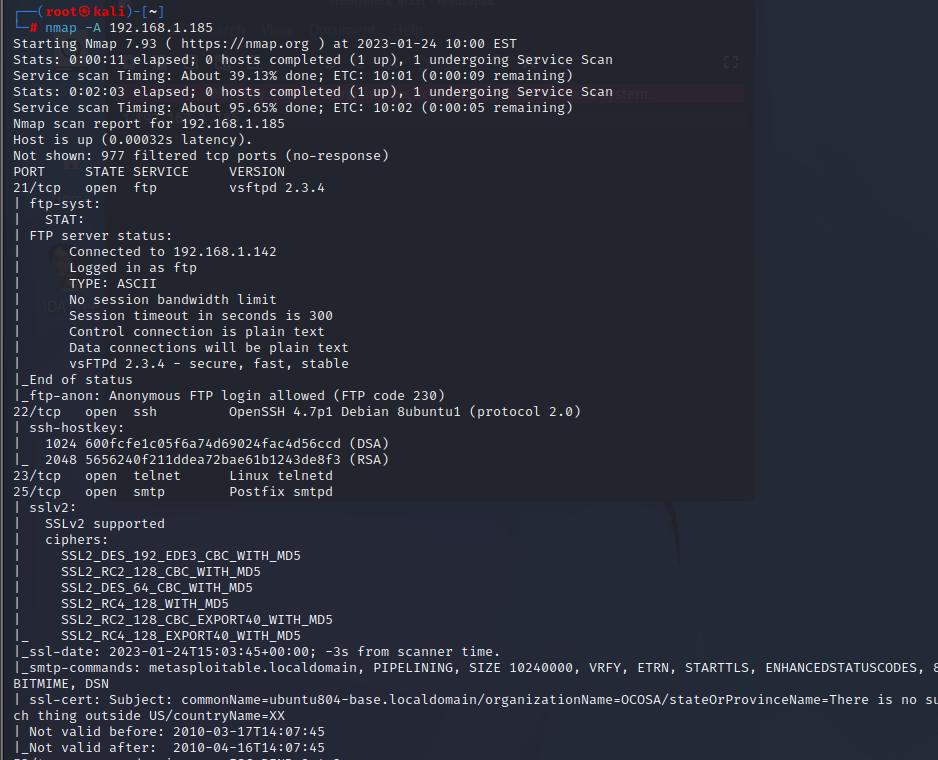 (root㉿kali)-[~]
# nmap -A 192.168.1.185
Starting Nmap 7.93 ( https://nmap.org ) at 2023-01-24 10:00 EST
Stats: 0:00:11 elapsed; 0 hosts completed (1 up), 1 undergoing Service Scan
Service scan Timing: About 39.13% done; ETC: 10:01 (0:00:09 remaining)
Stats: 0:02:03 elapsed; 0 hosts completed (1 up), 1 undergoing Service Scan
Service scan Timing: About 95.65% done; ETC: 10:02 (0:00:05 remaining)
Nmap scan report for 192.168.1.185
Host is up (0.00032s latency).
Not shown: 977 filtered tcp ports (no-response)
PORT     STATE SERVICE     VERSION
21/tcp   open  ftp         vsftpd 2.3.4
| ftp-syst:
|   STAT:
| FTP server status:
|      Connected to 192.168.1.142
|      Logged in as ftp
|      TYPE: ASCII
|      No session bandwidth limit
|      Session timeout in seconds is 300
|      Control connection is plain text
|      Data connections will be plain text
|      vsFTPd 2.3.4 - secure, fast, stable
|_End of status
|_ftp-anon: Anonymous FTP login allowed (FTP code 230)
22/tcp   open  ssh         OpenSSH 4.7p1 Debian 8ubuntu1 (protocol 2.0)
| ssh-hostkey:
|   1024 600fcfe1c05f6a74d69024fac4d56ccd (DSA)
|_  2048 5656240f211ddea72bae61b1243de8f3 (RSA)
23/tcp   open  telnet      Linux telnetd
25/tcp   open  smtp        Postfix smtpd
| sslv2:
|   SSLv2 supported
|   ciphers:
|     SSL2_DES_192_EDE3_CBC_WITH_MD5
|     SSL2_RC2_128_CBC_WITH_MD5
|     SSL2_DES_64_CBC_WITH_MD5
|     SSL2_RC4_128_WITH_MD5
|     SSL2_RC2_128_CBC_EXPORT40_WITH_MD5
|_    SSL2_RC4_128_EXPORT40_WITH_MD5
|_ssl-date: 2023-01-24T15:03:45+00:00; -3s from scanner time.
|_smtp-commands: metasploitable.localdomain, PIPELINING, SIZE 10240000, VRFY, ETRN, STARTTLS, ENHANCEDSTATUSCODES, 8
BITMIME, DSN
| ssl-cert: Subject: commonName=ubuntu804-base.localdomain/organizationName=OCOSA/stateOrProvinceName=There is no su
ch thing outside US/countryName=XX
| Not valid before: 2010-03-17T14:07:45
|_Not valid after:  2010-04-16T14:07:45